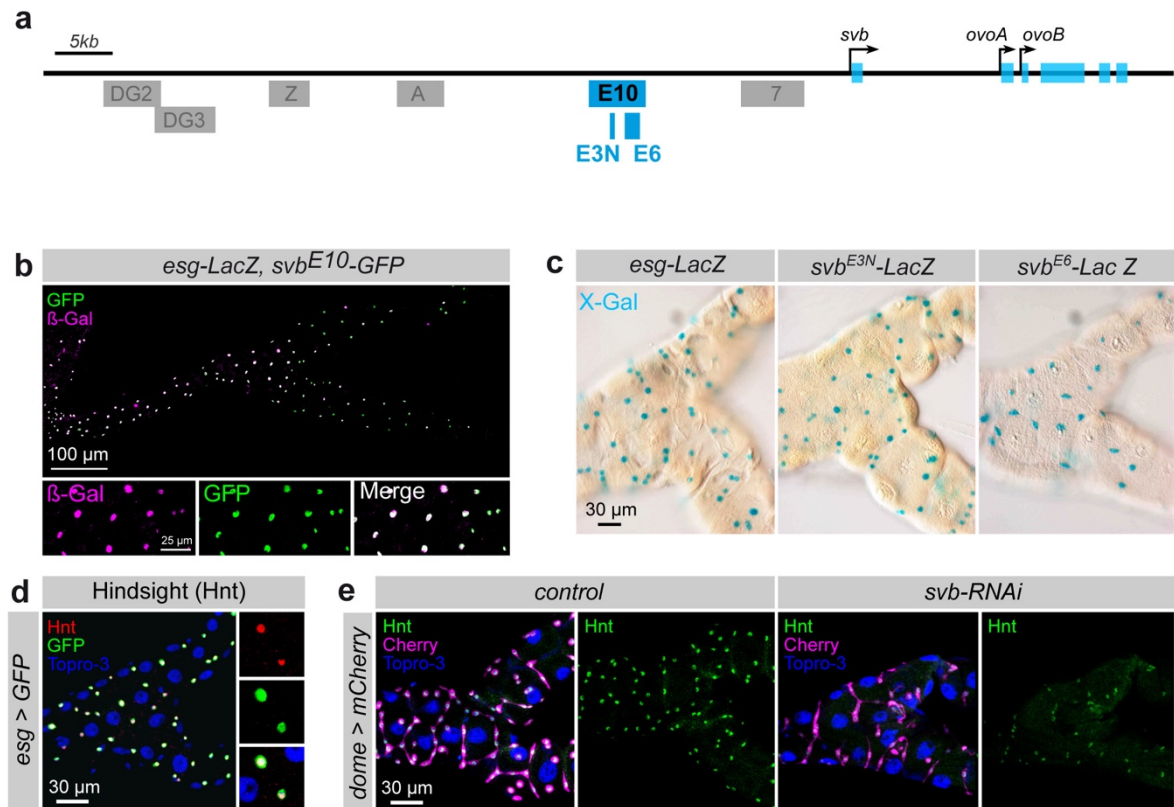 a
5kb
svb
ovoA
ovoB
DG2
Z
A
E10
7
DG3
E3N
E6
b
esg-LacZ, svbE10-GFP
GFP
ß-Gal
100 µm
ß-Gal
25 µm
GFP
Merge
c
esg-LacZ
svbE3N-LacZ
svbE6-Lac Z
X-Gal
30 µm
d
Hindsight (Hnt)
esg > GFP
Hnt
GFP
Topro-3
30 µm
e
control
svb-RNAi
dome > mCherry
Hnt
Cherry
Topro-3
30 µm
Hnt
Hnt
Cherry
Topro-3
Hnt